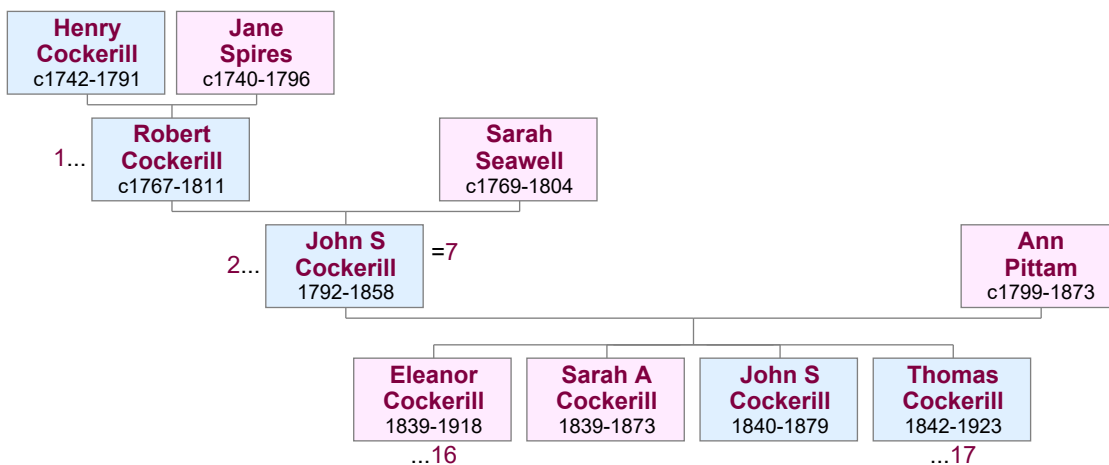 Henry
Cockerill
c1742-1791
Jane
Spires
c1740-1796
1...
Robert
Cockerill
c1767-1811
Sarah
Seawell
c1769-1804
2...
John S
Cockerill
1792-1858
=7
Ann
Pittam
c1799-1873
Eleanor
Cockerill
1839-1918
...16
Sarah A
Cockerill
1839-1873
John S
Cockerill
1840-1879
Thomas
Cockerill
1842-1923
...17